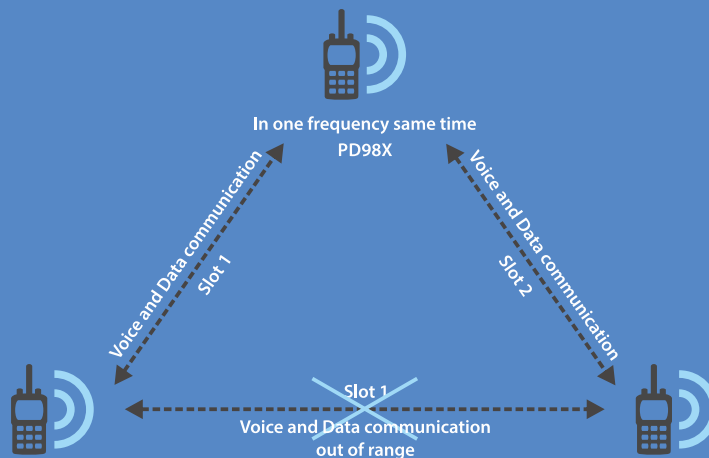 In one frequency same time
PD98X
Voice and Data communication
Slot 1
Voice and Data communication
Slot 2
Slot 1
Voice and Data communication
out of range